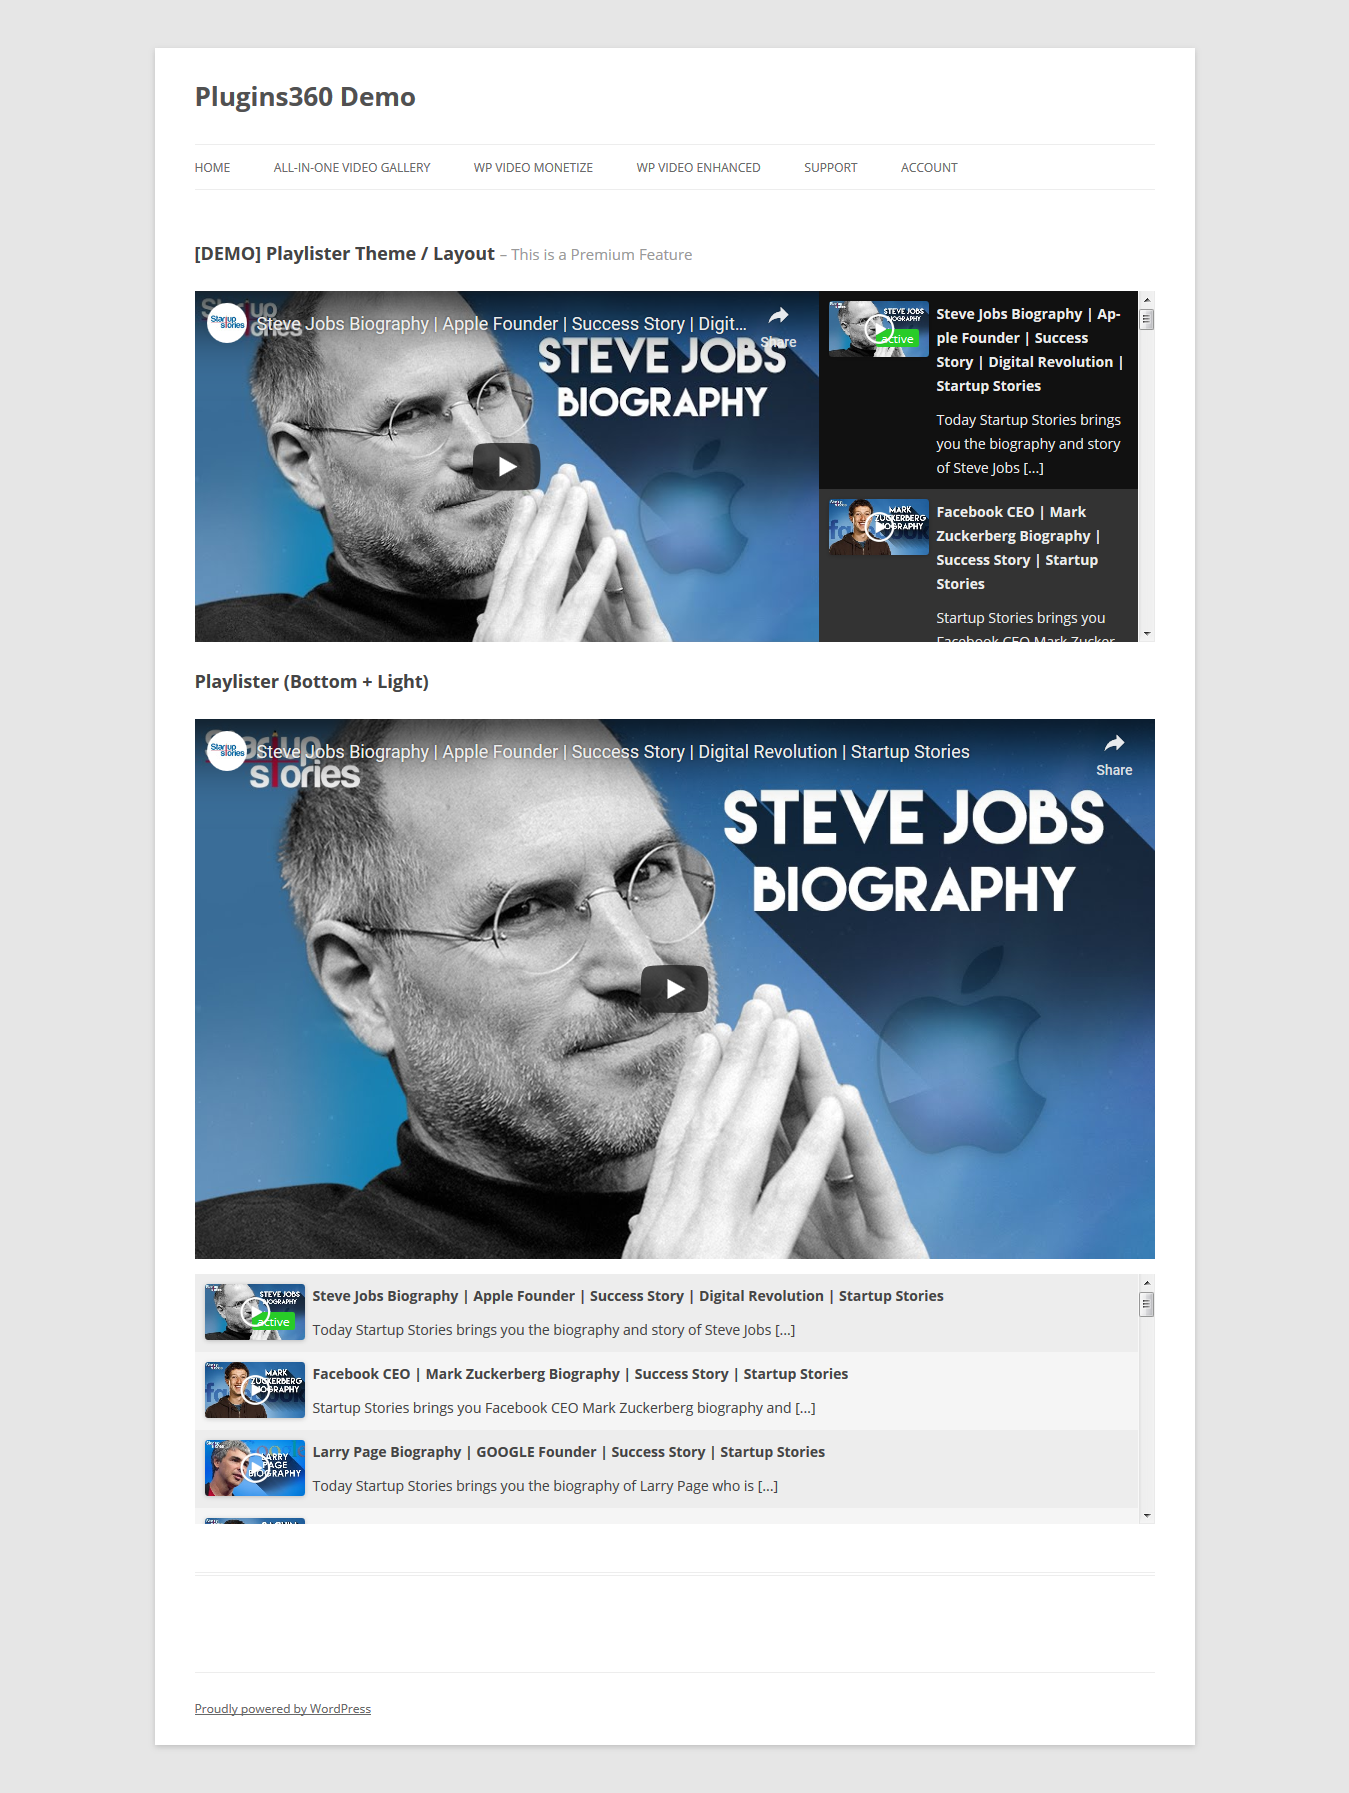 Plugins360 Demo
HOME ALL-IN-ONE VIDEO GALLERY WP VIDEO MONETIZE WP VIDEO ENHANCED SUPPORT ACCOUNT
[DEMO] Playlister Theme / Layout – This is a Premium Feature
Startup
Stories
Steve Jobs Biography | Apple Founder | Success Story | Digit...
Share
STEVE JOBS
BIOGRAPHY
STEVE JOBS
BIOGRAPHY
active
Steve Jobs Biography | Ap-
ple Founder | Success
Story | Digital Revolution |
Startup Stories
Today Startup Stories brings
you the biography and story
of Steve Jobs [...]
MARK
ZUCKERBERG
BIOGRAPHY
facebook
Facebook CEO | Mark
Zuckerberg Biography |
Success Story | Startup
Stories
Startup Stories brings you
Facebook CEO Mark Zucker-
Playlister (Bottom + Light)
Startup
stories
Steve Jobs Biography | Apple Founder | Success Story | Digital Revolution | Startup Stories
Share
STEVE JOBS
BIOGRAPHY
STEVE JOBS
BIOGRAPHY
active
Steve Jobs Biography | Apple Founder | Success Story | Digital Revolution | Startup Stories
Today Startup Stories brings you the biography and story of Steve Jobs [...]
MARK
ZUCKERBERG
BIOGRAPHY
facebook
Facebook CEO | Mark Zuckerberg Biography | Success Story | Startup Stories
Startup Stories brings you Facebook CEO Mark Zuckerberg biography and [...]
LARRY
PAGE
BIOGRAPHY
Larry Page Biography | GOOGLE Founder | Success Story | Startup Stories
Today Startup Stories brings you the biography of Larry Page who is [...]
Proudly powered by WordPress